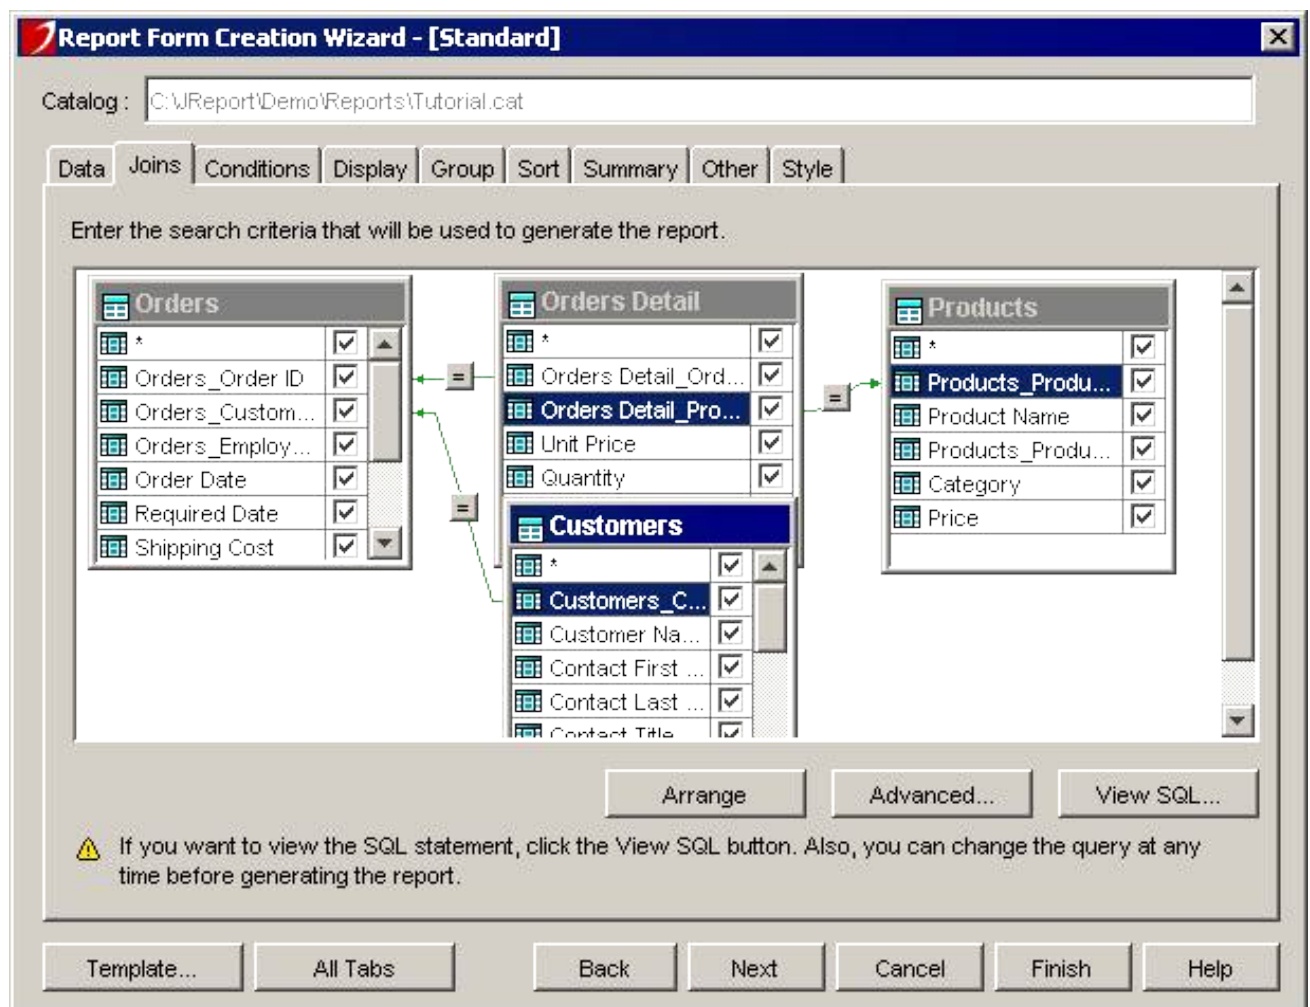 Report Form Creation Wizard - [Standard]
Catalog : C:\JReport\Demo\Reports\Tutorial.cat
Data Joins Conditions Display Group Sort Summary Other Style
Enter the search criteria that will be used to generate the report.
Orders
*
Orders_Order ID
Orders_Custom...
Orders_Employ...
Order Date
Required Date
Shipping Cost
=
=
Orders Detail
*
Orders Detail_Ord...
Orders Detail_Pro...
Unit Price
Quantity
=
Customers
*
Customers_C...
Customer Na...
Contact First ...
Contact Last ...
Contact Title
Products
*
Products_Produ...
Product Name
Products_Produ...
Category
Price
Arrange Advanced... View SQL...
If you want to view the SQL statement, click the View SQL button. Also, you can change the query at any
time before generating the report.
Template... All Tabs Back Next Cancel Finish Help